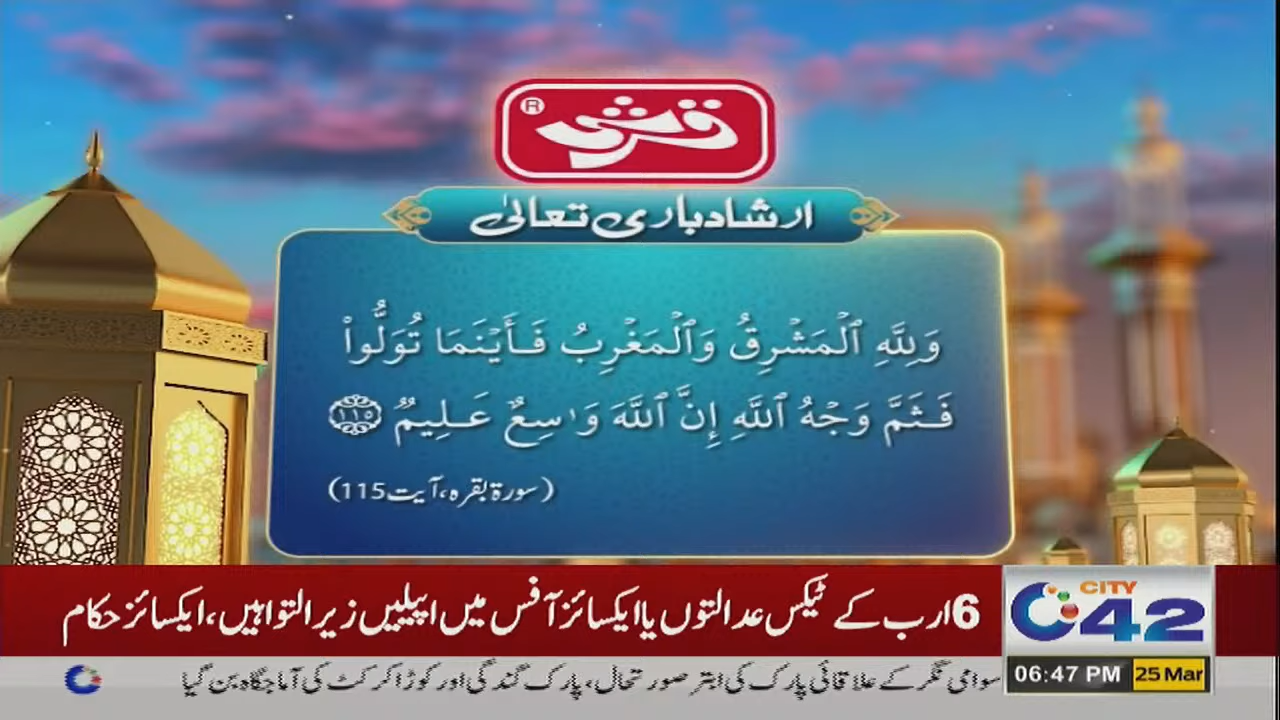 قرشی ®
ارشاد باری تعالیٰ
وَلِلَّهِ ٱلْمَشْرِقُ وَٱلْمَغْرِبُ فَأَيْنَمَا تُوَلُّوا۟
فَثَمَّ وَجْهُ ٱللَّهِ إِنَّ ٱللَّهَ وَٰسِعٌ عَلِيمٌ ١١٥
(سورۃ بقرہ، آیت 115)
6 ارب کے ٹیکس عدالتوں یا ایکسائز آفس میں اپیلیں زیر التوا ہیں، ایکسائز حکام
CITY
42
سوامی نگر کے علاقائی پارک کی ابتر صورتحال، پارک گندگی اور کوڑا کرکٹ کی آماجگاہ بن گیا
06:47 PM 25 Mar